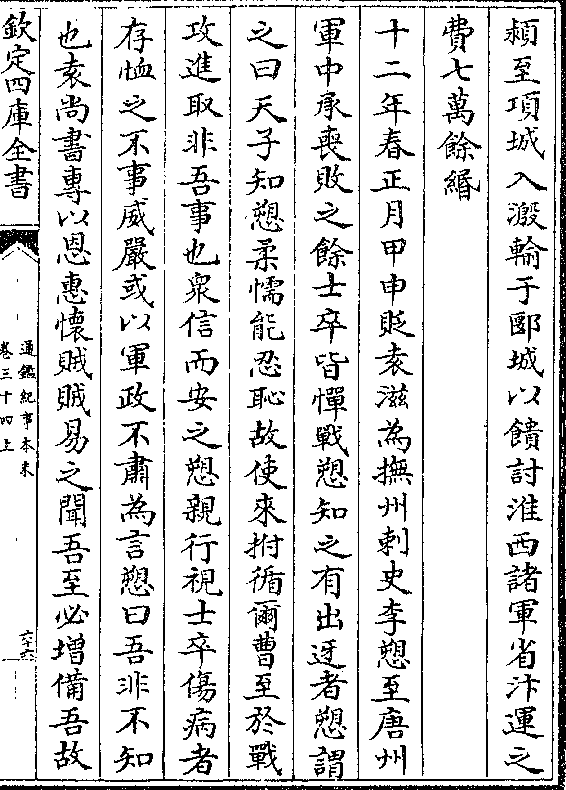 潁至項城入溵輸于郾城以饋討淮西諸軍省汴運之
費七萬餘緡
十二年春正月甲申貶袁滋為撫州刺史李愬至唐州
軍中承喪敗之餘士卒皆憚戰愬知之有出迓者愬謂
之曰天子知愬柔懦能忍恥故使來拊循爾曹至於戰
攻進取非吾事也衆信而安之愬親行視士卒傷病者
存恤之不事威嚴或以軍政不肅為言愬曰吾非不知
也袁尚書專以恩惠懷賊賊易之聞吾至必增備吾故
欽定四庫全書
通鑑紀事本末
卷三十四上
六十六